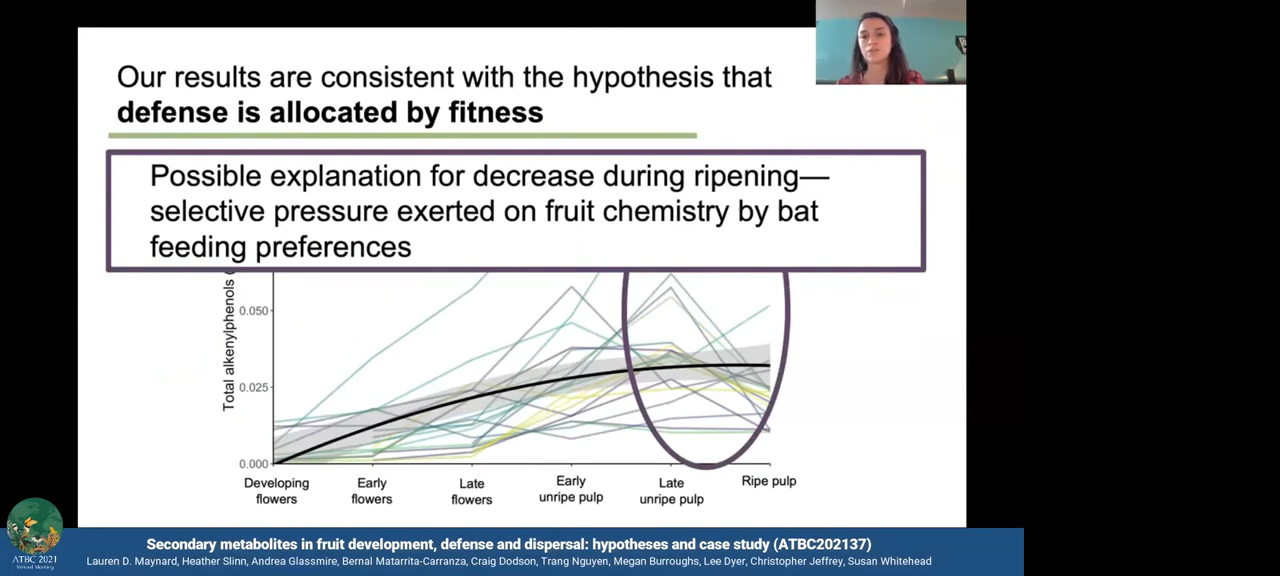 Our results are consistent with the hypothesis that
defense is allocated by fitness
Possible explanation for decrease during ripening—
selective pressure exerted on fruit chemistry by bat
feeding preferences
Total alkenylphenols
0.050
0.025
0.000
Developing
flowers
Early
flowers
Late
flowers
Early
unripe pulp
Late
unripe pulp
Ripe pulp
ATBC 2021
Virtual Meeting
Secondary metabolites in fruit development, defense and dispersal: hypotheses and case study (ATBC202137)
Lauren D. Maynard, Heather Slinn, Andrea Glassmire, Bernal Matarrita-Carranza, Craig Dodson, Trang Nguyen, Megan Burroughs, Lee Dyer, Christopher Jeffrey, Susan Whitehead